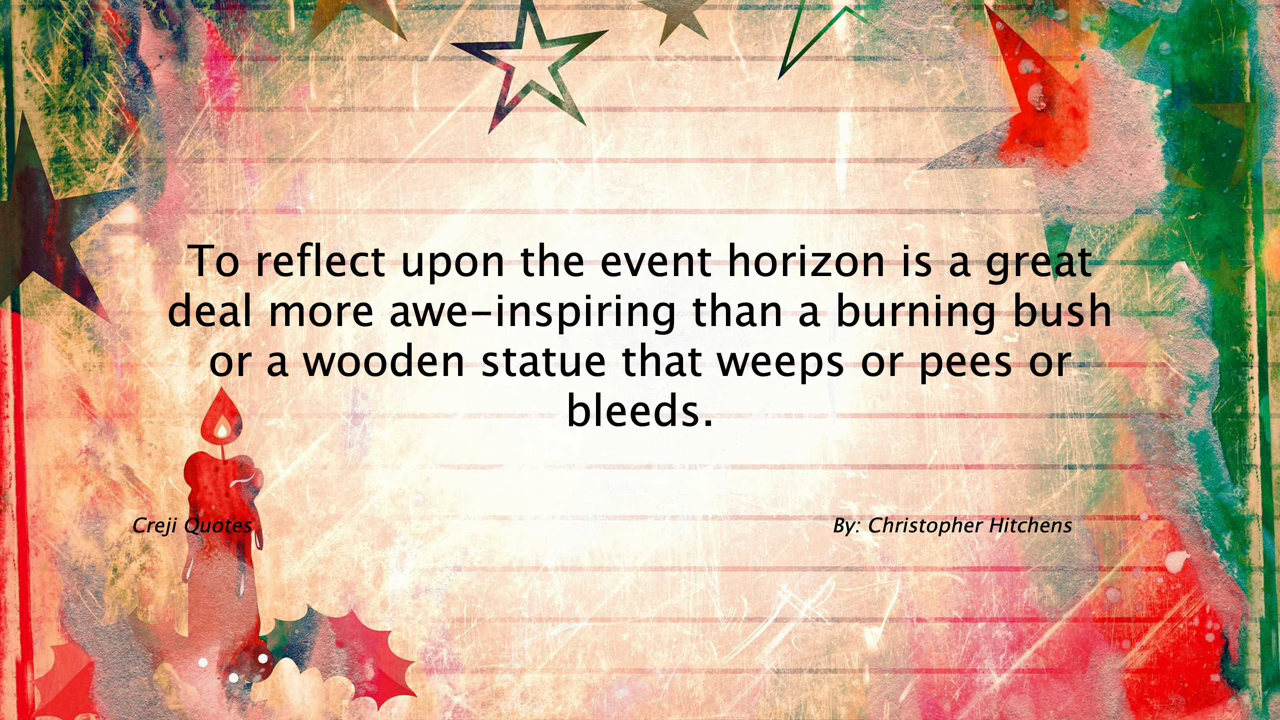 To reflect upon the event horizon is a great
deal more awe-inspiring than a burning bush
or a wooden statue that weeps or pees or
bleeds.
Creji Quotes
By: Christopher Hitchens